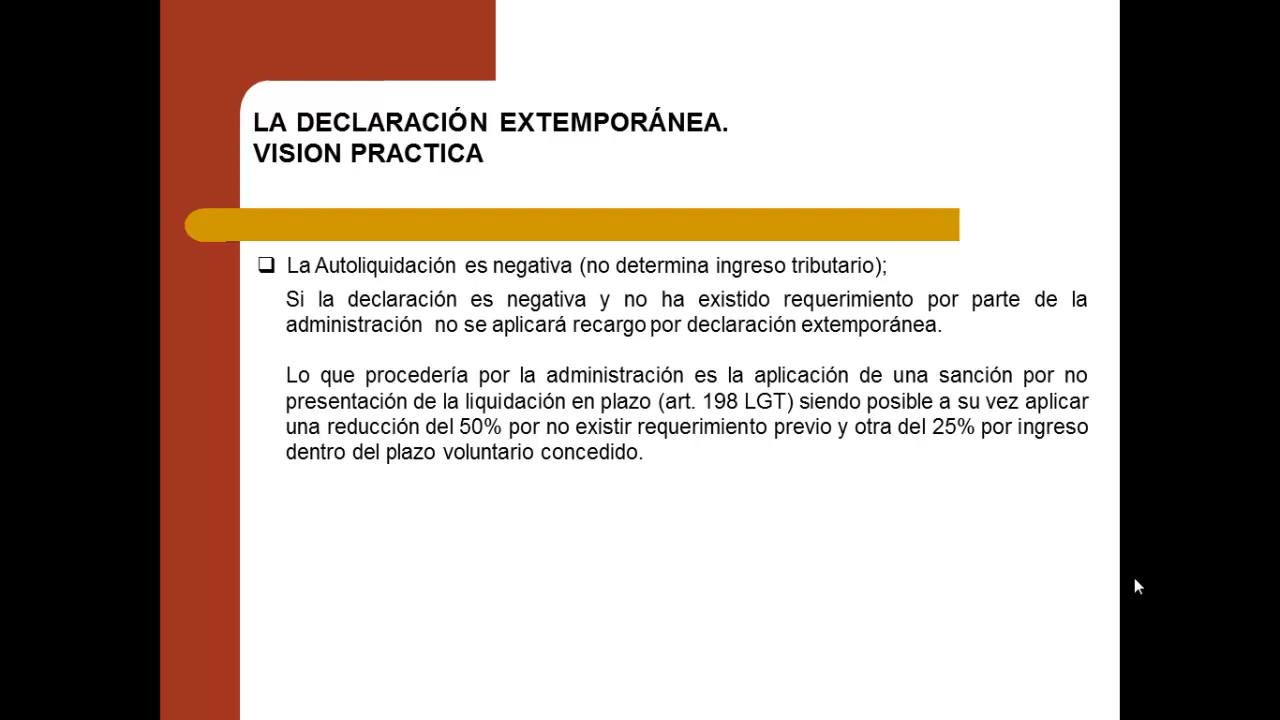 LA DECLARACIÓN EXTEMPORÁNEA.
VISION PRACTICA
La Autoliquidación es negativa (no determina ingreso tributario);
Si la declaración es negativa y no ha existido requerimiento por parte de la
administración no se aplicará recargo por declaración extemporánea.
Lo que procedería por la administración es la aplicación de una sanción por no
presentación de la liquidación en plazo (art. 198 LGT) siendo posible a su vez aplicar
una reducción del 50% por no existir requerimiento previo y otra del 25% por ingreso
dentro del plazo voluntario concedido.